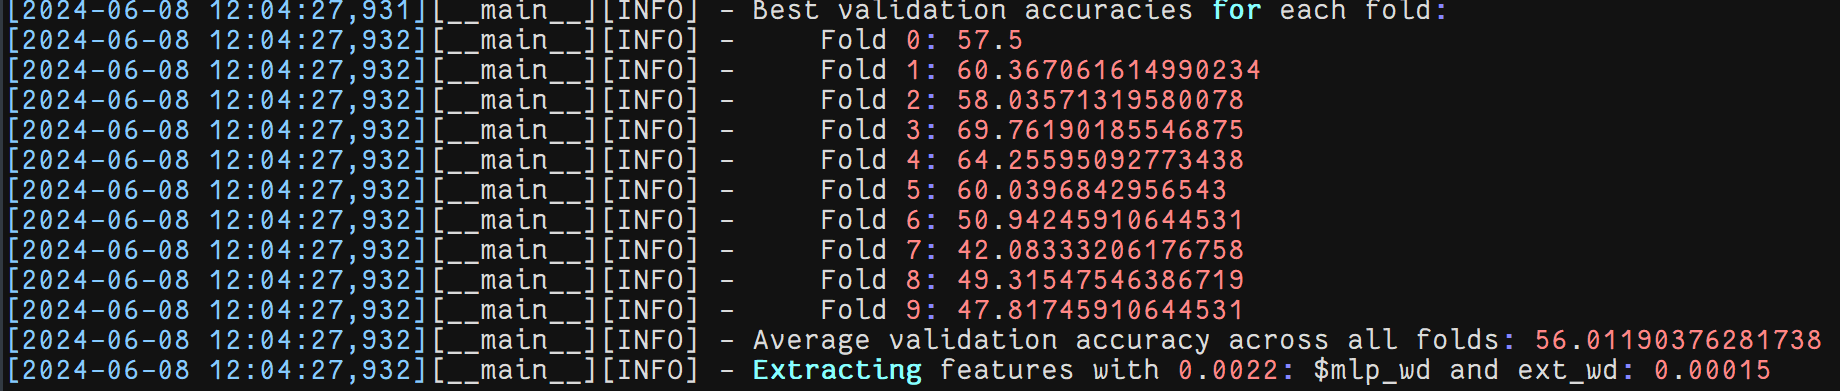 [2024-06-08 12:04:27,931][__main__][INFO] - Best validation accuracies for each fold:
[2024-06-08 12:04:27,932][__main__][INFO] -     Fold 0: 57.5
[2024-06-08 12:04:27,932][__main__][INFO] -     Fold 1: 60.367061614990234
[2024-06-08 12:04:27,932][__main__][INFO] -     Fold 2: 58.03571319580078
[2024-06-08 12:04:27,932][__main__][INFO] -     Fold 3: 69.76190185546875
[2024-06-08 12:04:27,932][__main__][INFO] -     Fold 4: 64.25595092773438
[2024-06-08 12:04:27,932][__main__][INFO] -     Fold 5: 60.0396842956543
[2024-06-08 12:04:27,932][__main__][INFO] -     Fold 6: 50.94245910644531
[2024-06-08 12:04:27,932][__main__][INFO] -     Fold 7: 42.08333206176758
[2024-06-08 12:04:27,932][__main__][INFO] -     Fold 8: 49.31547546386719
[2024-06-08 12:04:27,932][__main__][INFO] -     Fold 9: 47.81745910644531
[2024-06-08 12:04:27,932][__main__][INFO] - Average validation accuracy across all folds: 56.01190376281738
[2024-06-08 12:04:27,932][__main__][INFO] - Extracting features with 0.0022: $mlp_wd and ext_wd: 0.00015